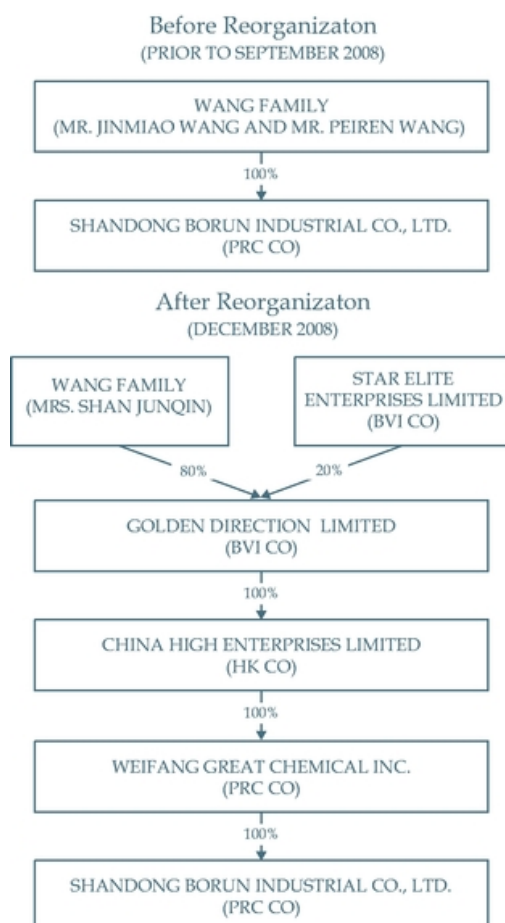 Before Reorganizaton
(PRIOR TO SEPTEMBER 2008)
WANG FAMILY
(MR. JINMIAO WANG AND MR. PEIREN WANG)
100%
SHANDONG BORUN INDUSTRIAL CO., LTD.
(PRC CO)
After Reorganizaton
(DECEMBER 2008)
WANG FAMILY
(MRS. SHAN JUNQIN)
STAR ELITE
ENTERPRISES LIMITED
(BVI CO)
80%
20%
GOLDEN DIRECTION LIMITED
(BVI CO)
100%
CHINA HIGH ENTERPRISES LIMITED
(HK CO)
100%
WEIFANG GREAT CHEMICAL INC.
(PRC CO)
100%
SHANDONG BORUN INDUSTRIAL CO., LTD.
(PRC CO)